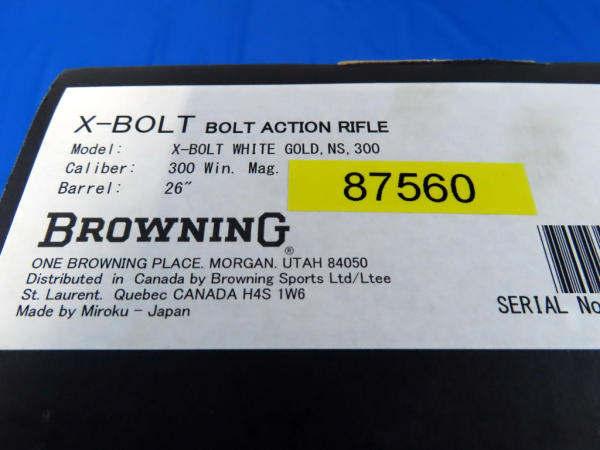 X-BOLT BOLT ACTION RIFLE
Model: X-BOLT WHITE GOLD,NS,300
Caliber: 300 Win. Mag.
Barrel: 26"
87560
BROWNING®
ONE BROWNING PLACE. MORGAN. UTAH 84050
Distributed in Canada by Browning Sports Ltd/Ltee
St. Laurent. Quebec CANADA H4S 1W6
Made by Miroku - Japan
SERIAL No